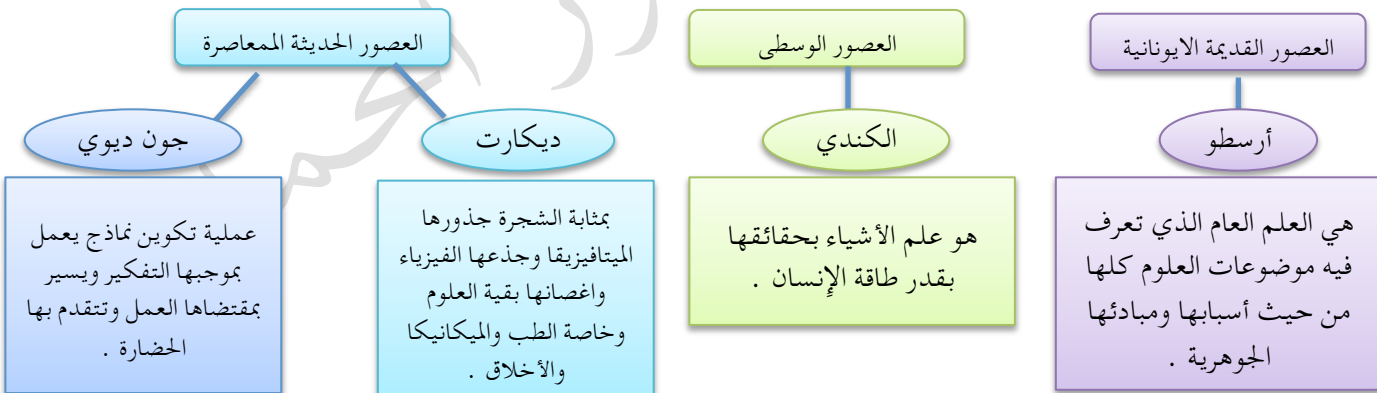 العصور القديمة الايونانية
أرسطو
هي العلم العام الذي تعرف
فيه موضوعات العلوم كلها
من حيث أسبابها ومبادئها
الجوهرية .
العصور الوسطى
الكندي
هو علم الأشياء بحقائقها
بقدر طاقة الإنسان .
العصور الحديثة الممعاصرة
ديكارت
بمثابة الشجرة جذورها
الميتافيزيقا وجذعها الفيزياء
واغصانها بقية العلوم
وخاصة الطب والميكانيكا
والأخلاق .
جون ديوي
عملية تكوين نماذج يعمل
بموجبها التفكير ويسير
بمقتضاها العمل وتتقدم بها
الحضارة .